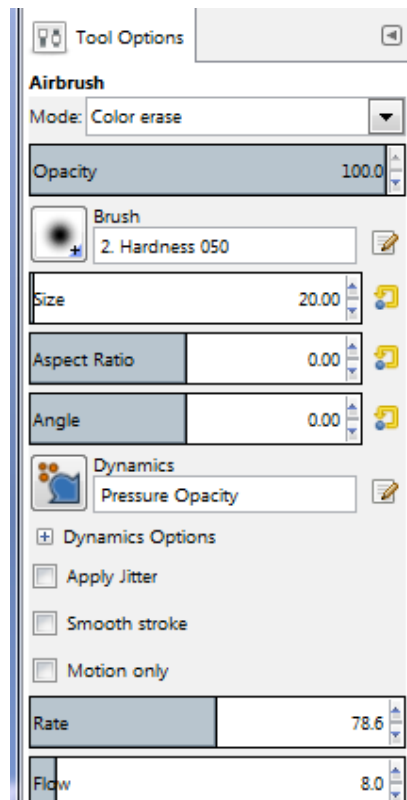 Tool Options
Airbrush
Mode: Color erase
Opacity 100.0
Brush
2. Hardness 050
Size 20.00
Aspect Ratio 0.00
Angle 0.00
Dynamics
Pressure Opacity
Dynamics Options
Apply Jitter
Smooth stroke
Motion only
Rate 78.6
Flow 8.0